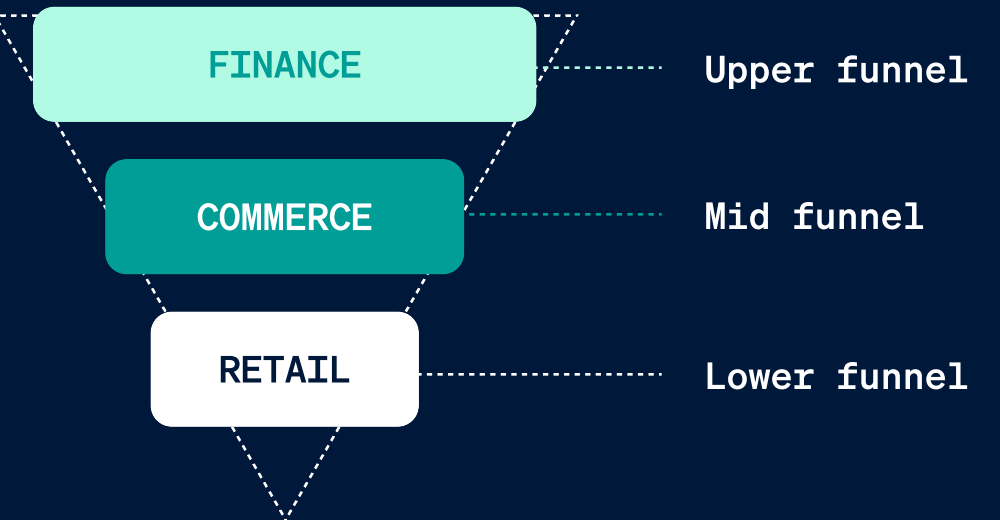 FINANCE
Upper funnel
COMMERCE
Mid funnel
RETAIL
Lower funnel